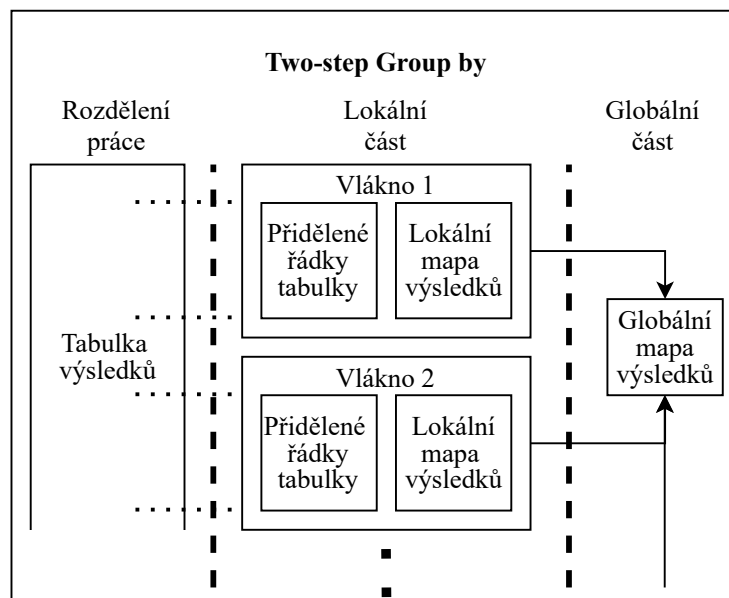 Two-step Group by
Rozdělení
práce
Lokální
část
Globální
část
Tabulka
výsledků
Vlákno 1
Přidělené
řádky
tabulky
Lokální
mapa
výsledků
Vlákno 2
Přidělené
řádky
tabulky
Lokální
mapa
výsledků
Globální
mapa
výsledků